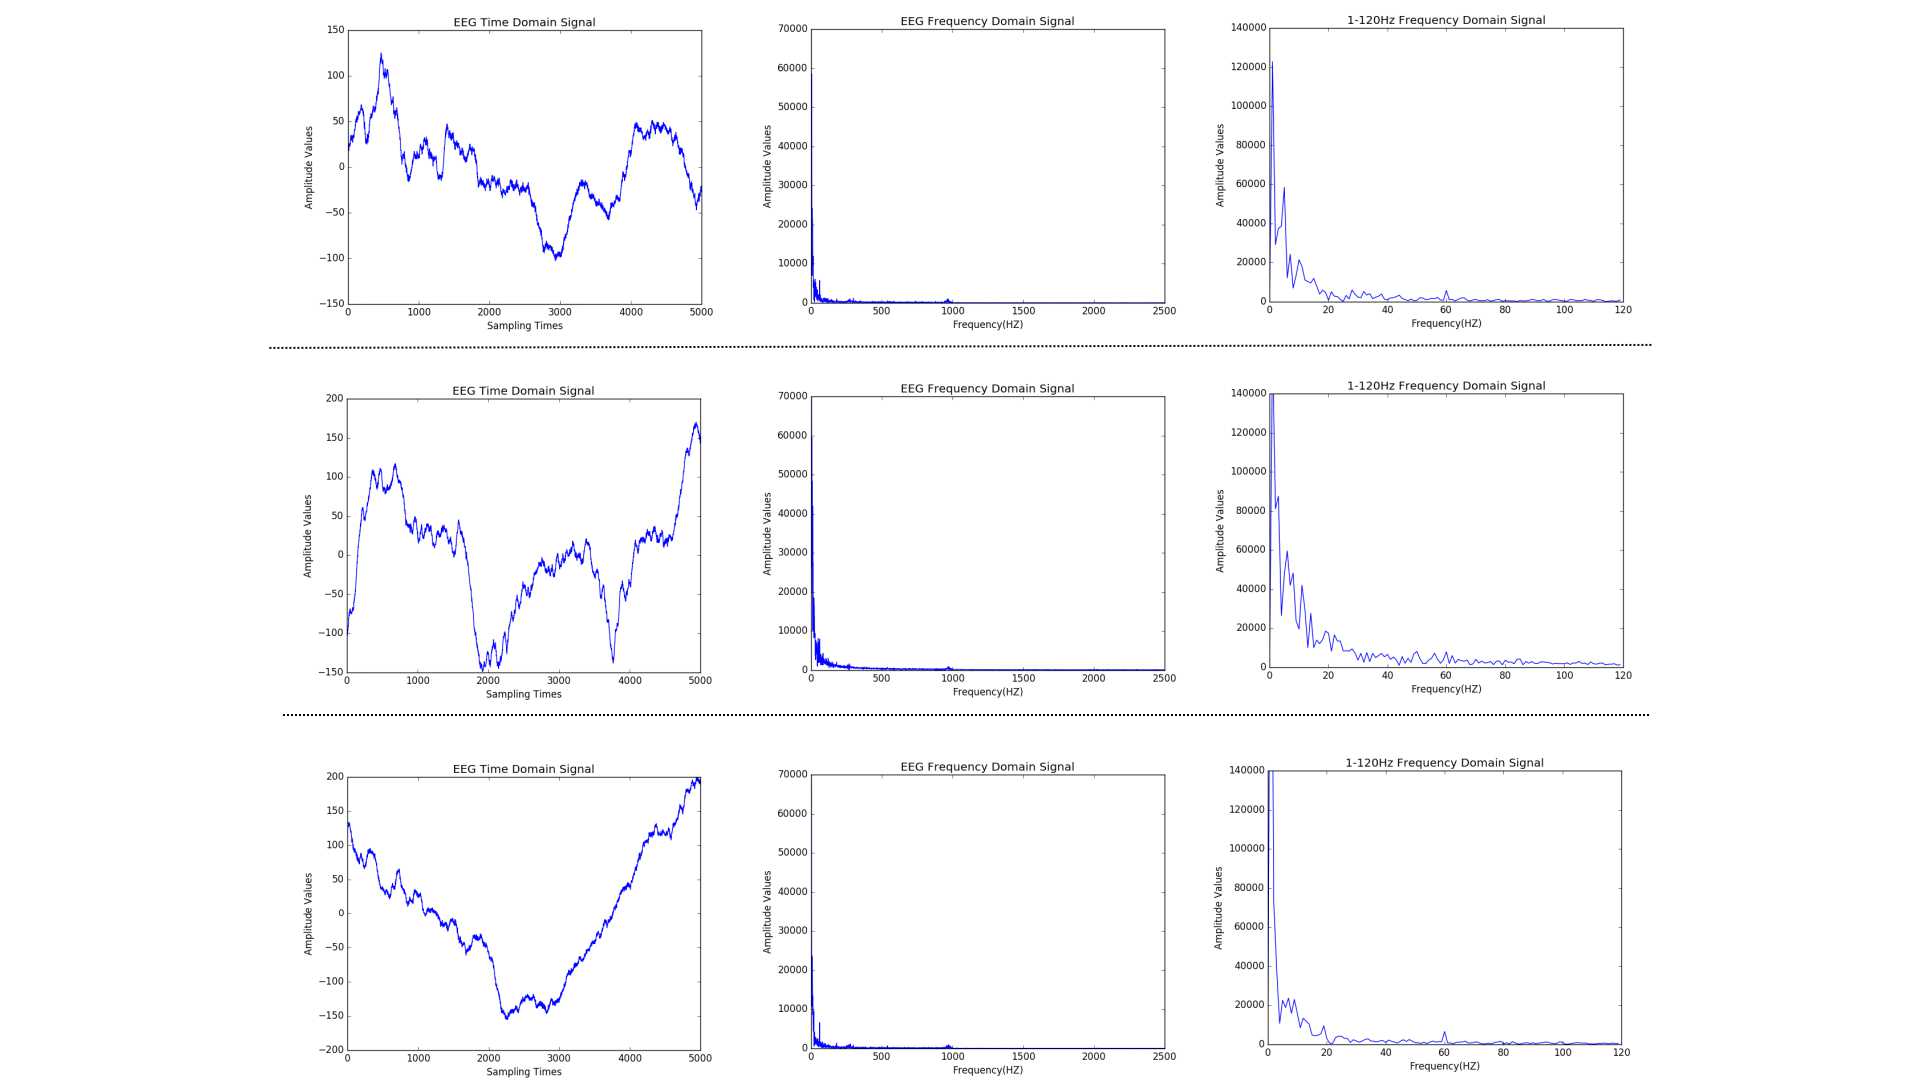 EEG Time Domain Signal
150
100
50
0
−50
−100
−150
Amplitude Values
0 1000 2000 3000 4000 5000
Sampling Times
EEG Frequency Domain Signal
70000
60000
50000
40000
30000
20000
10000
0
Amplitude Values
0 500 1000 1500 2000 2500
Frequency(HZ)
1-120Hz Frequency Domain Signal
140000
120000
100000
80000
60000
40000
20000
0
Amplitude Values
0 20 40 60 80 100 120
Frequency(HZ)
EEG Time Domain Signal
200
150
100
50
0
−50
−100
−150
Amplitude Values
0 1000 2000 3000 4000 5000
Sampling Times
EEG Frequency Domain Signal
70000
60000
50000
40000
30000
20000
10000
0
Amplitude Values
0 500 1000 1500 2000 2500
Frequency(HZ)
1-120Hz Frequency Domain Signal
140000
120000
100000
80000
60000
40000
20000
0
Amplitude Values
0 20 40 60 80 100 120
Frequency(HZ)
EEG Time Domain Signal
200
150
100
50
0
−50
−100
−150
−200
Amplitude Values
0 1000 2000 3000 4000 5000
Sampling Times
EEG Frequency Domain Signal
70000
60000
50000
40000
30000
20000
10000
0
Amplitude Values
0 500 1000 1500 2000 2500
Frequency(HZ)
1-120Hz Frequency Domain Signal
140000
120000
100000
80000
60000
40000
20000
0
Amplitude Values
0 20 40 60 80 100 120
Frequency(HZ)